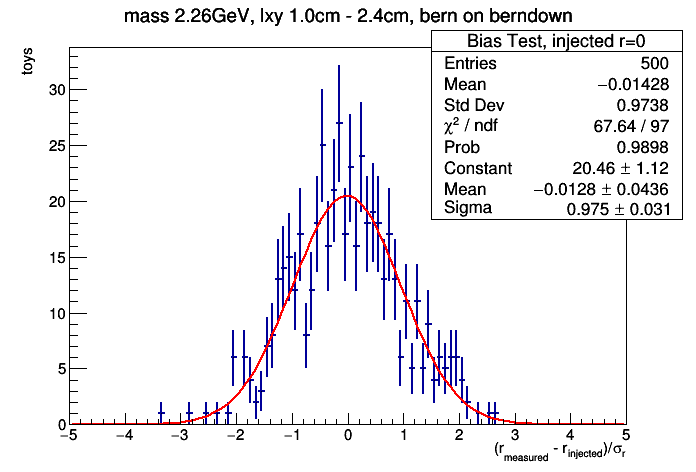 mass 2.26GeV, lxy 1.0cm - 2.4cm, bern on berndown
toys
Bias Test, injected r=0
Entries 500
Mean −0.01428
Std Dev 0.9738
χ² / ndf 67.64 / 97
Prob 0.9898
Constant 20.46 ± 1.12
Mean −0.0128 ± 0.0436
Sigma 0.975 ± 0.031
30
25
20
15
10
5
0
−5 −4 −3 −2 −1 0 1 2 3 4 5
(r_measured - r_injected)/σ_r